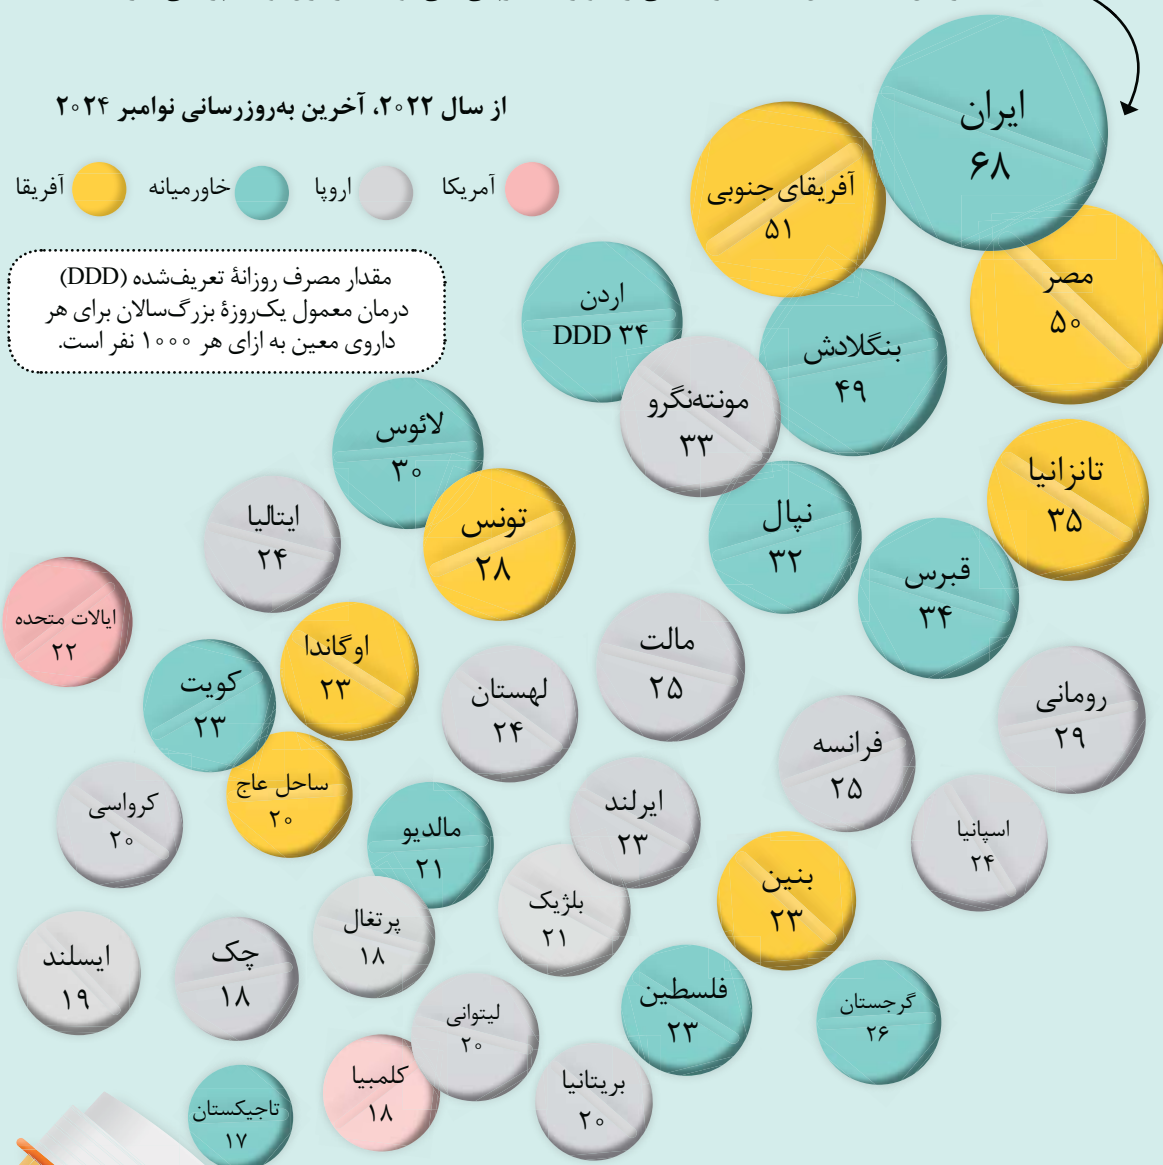 از سال ۲۰۲۲، آخرین به‌روزرسانی نوامبر ۲۰۲۴
آمریکا
اروپا
خاورمیانه
آفریقا
مقدار مصرف روزانهٔ تعریف‌شده (DDD)
درمان معمول یک‌روزهٔ بزرگ‌سالان برای هر
داروی معین به ازای هر ۱۰۰۰ نفر است.
ایران
۶۸
آفریقای جنوبی
۵۱
مصر
۵۰
بنگلادش
۴۹
اردن
۳۴ DDD
مونته‌نگرو
۳۳
تانزانیا
۳۵
قبرس
۳۴
نپال
۳۲
لائوس
۳۰
تونس
۲۸
ایتالیا
۲۴
ایالات متحده
۲۲
اوگاندا
۲۳
کویت
۲۳
مالت
۲۵
لهستان
۲۴
رومانی
۲۹
فرانسه
۲۵
اسپانیا
۲۴
ایرلند
۲۳
ساحل عاج
۲۰
کرواسی
۲۰
مالدیو
۲۱
بلژیک
۲۱
بنین
۲۳
پرتغال
۱۸
چک
۱۸
ایسلند
۱۹
فلسطین
۲۳
گرجستان
۲۶
لیتوانی
۲۰
کلمبیا
۱۸
بریتانیا
۲۰
تاجیکستان
۱۷